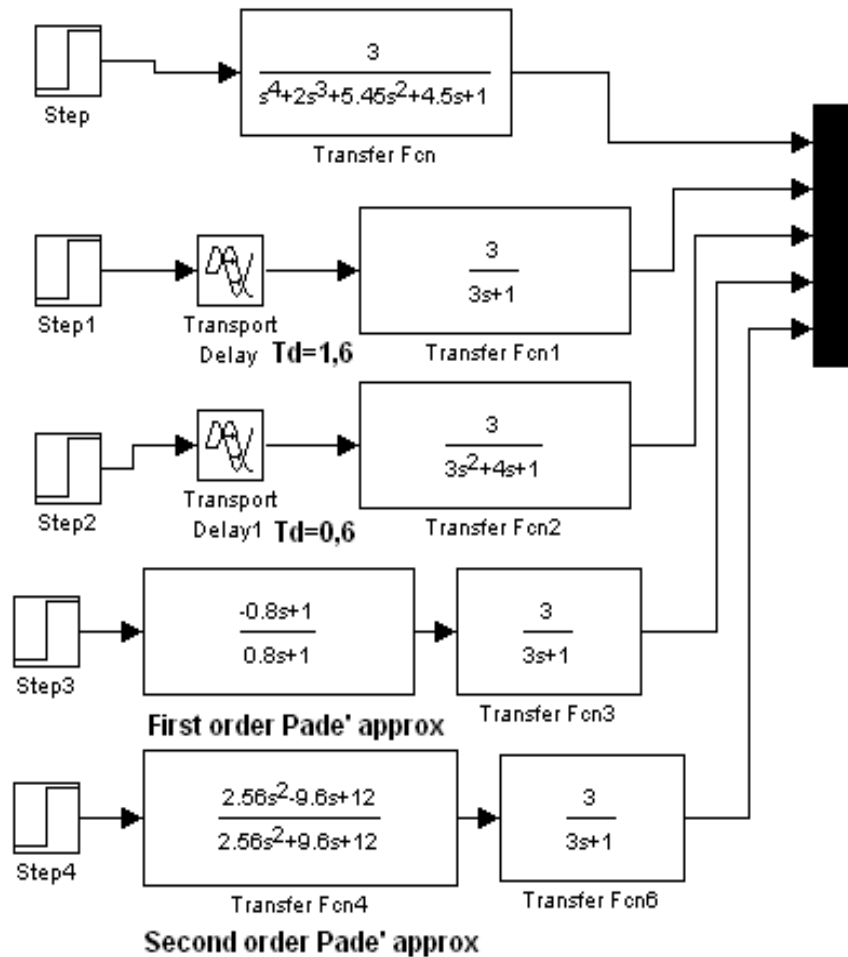 3
s4+2s3+5.45s2+4.5s+1
Step
Transfer Fcn
3
3s+1
Step1
Transport
Delay
Td=1,6
Transfer Fcn1
3
3s2+4s+1
Step2
Transport
Delay1
Td=0,6
Transfer Fcn2
-0.8s+1
0.8s+1
3
3s+1
Step3
Transfer Fcn3
First order Pade' approx
2.56s2-9.6s+12
2.56s2+9.6s+12
3
3s+1
Step4
Transfer Fcn4
Transfer Fcn6
Second order Pade' approx